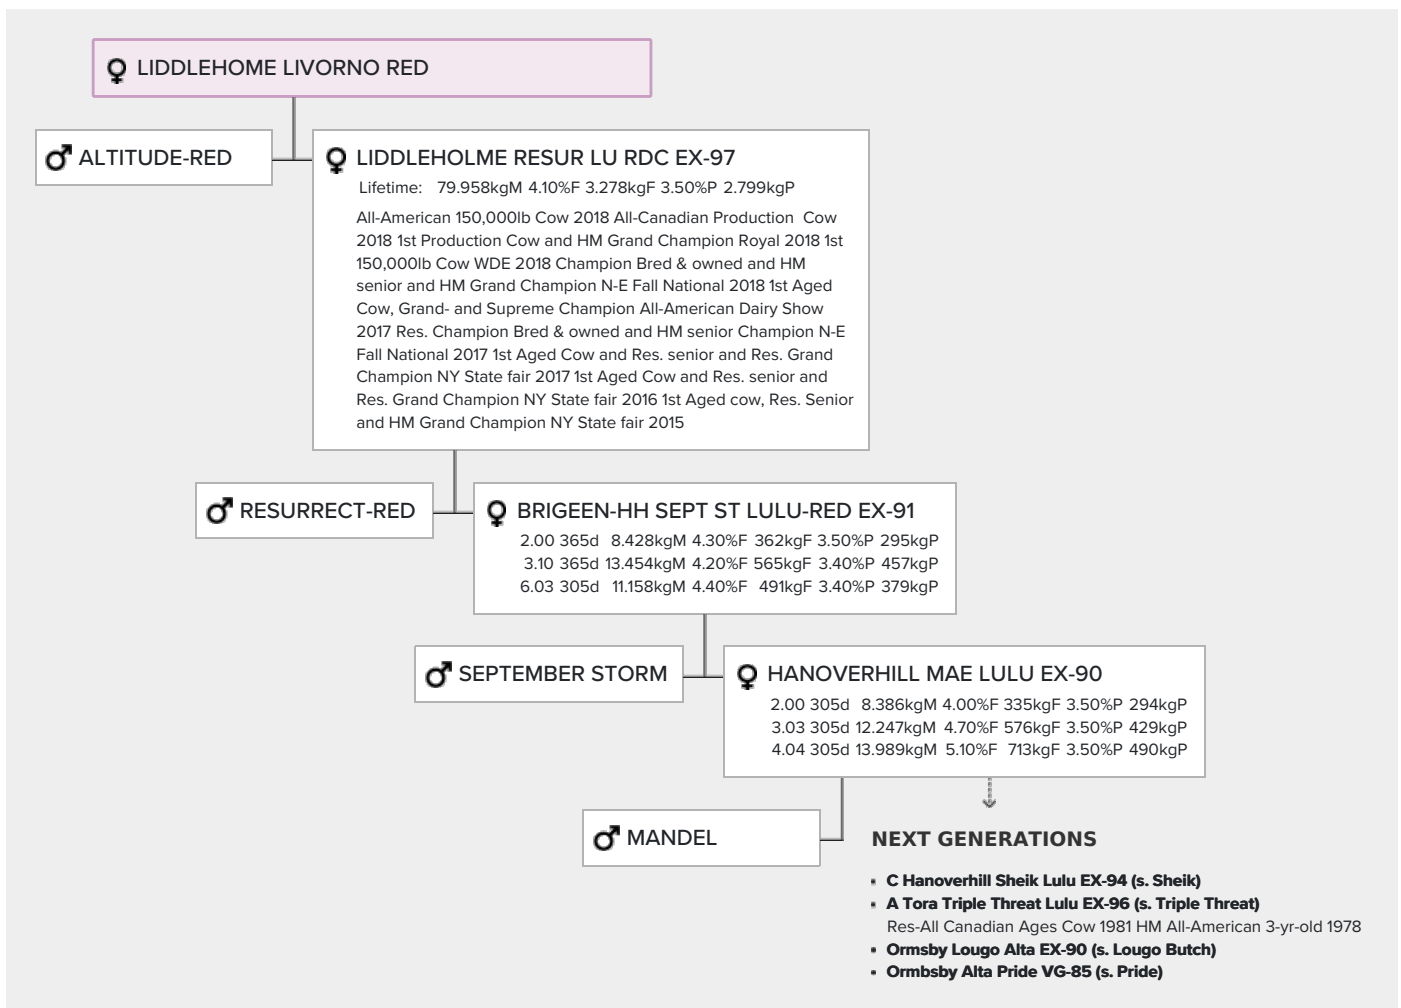 LIDDLEHOME LIVORNO RED
ALTITUDE-RED
LIDDLEHOLME RESUR LU RDC EX-97
Lifetime: 79.958kgM 4.10%F 3.278kgF 3.50%P 2.799kgP
All-American 150,000lb Cow 2018 All-Canadian Production Cow
2018 1st Production Cow and HM Grand Champion Royal 2018 1st
150,000lb Cow WDE 2018 Champion Bred & owned and HM
senior and HM Grand Champion N-E Fall National 2018 1st Aged
Cow, Grand- and Supreme Champion All-American Dairy Show
2017 Res. Champion Bred & owned and HM senior Champion N-E
Fall National 2017 1st Aged Cow and Res. senior and Res. Grand
Champion NY State fair 2017 1st Aged Cow and Res. senior and
Res. Grand Champion NY State fair 2016 1st Aged cow, Res. Senior
and HM Grand Champion NY State fair 2015
RESURRECT-RED
BRIGEEN-HH SEPT ST LULU-RED EX-91
2.00 365d 8.428kgM 4.30%F 362kgF 3.50%P 295kgP
3.10 365d 13.454kgM 4.20%F 565kgF 3.40%P 457kgP
6.03 305d 11.158kgM 4.40%F 491kgF 3.40%P 379kgP
SEPTEMBER STORM
HANOVERHILL MAE LULU EX-90
2.00 305d 8.386kgM 4.00%F 335kgF 3.50%P 294kgP
3.03 305d 12.247kgM 4.70%F 576kgF 3.50%P 429kgP
4.04 305d 13.989kgM 5.10%F 713kgF 3.50%P 490kgP
MANDEL
NEXT GENERATIONS
C Hanoverhill Sheik Lulu EX-94 (s. Sheik)
A Tora Triple Threat Lulu EX-96 (s. Triple Threat)
Res-All Canadian Ages Cow 1981 HM All-American 3-yr-old 1978
Ormsby Lougo Alta EX-90 (s. Lougo Butch)
Ormbsby Alta Pride VG-85 (s. Pride)